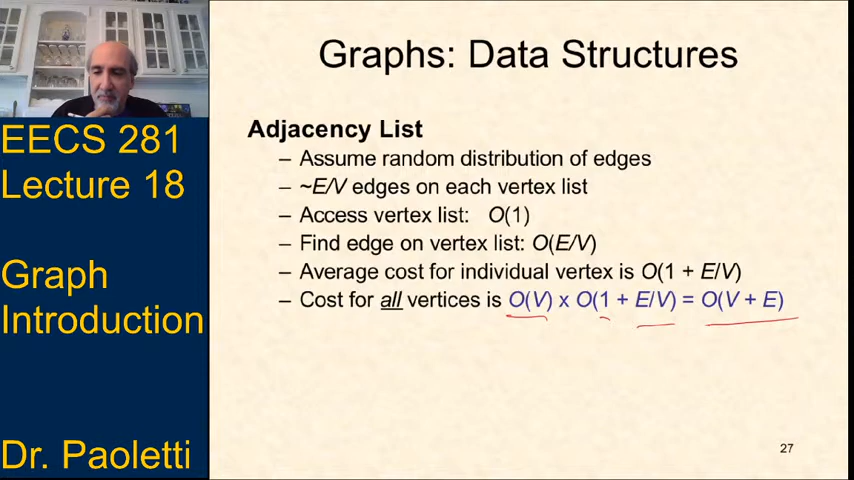 Graphs: Data Structures
EECS 281
Lecture 18
Graph
Introduction
Dr. Paoletti
Adjacency List
– Assume random distribution of edges
– ~E/V edges on each vertex list
– Access vertex list: O(1)
– Find edge on vertex list: O(E/V)
– Average cost for individual vertex is O(1 + E/V)
– Cost for all vertices is O(V) x O(1 + E/V) = O(V + E)
27